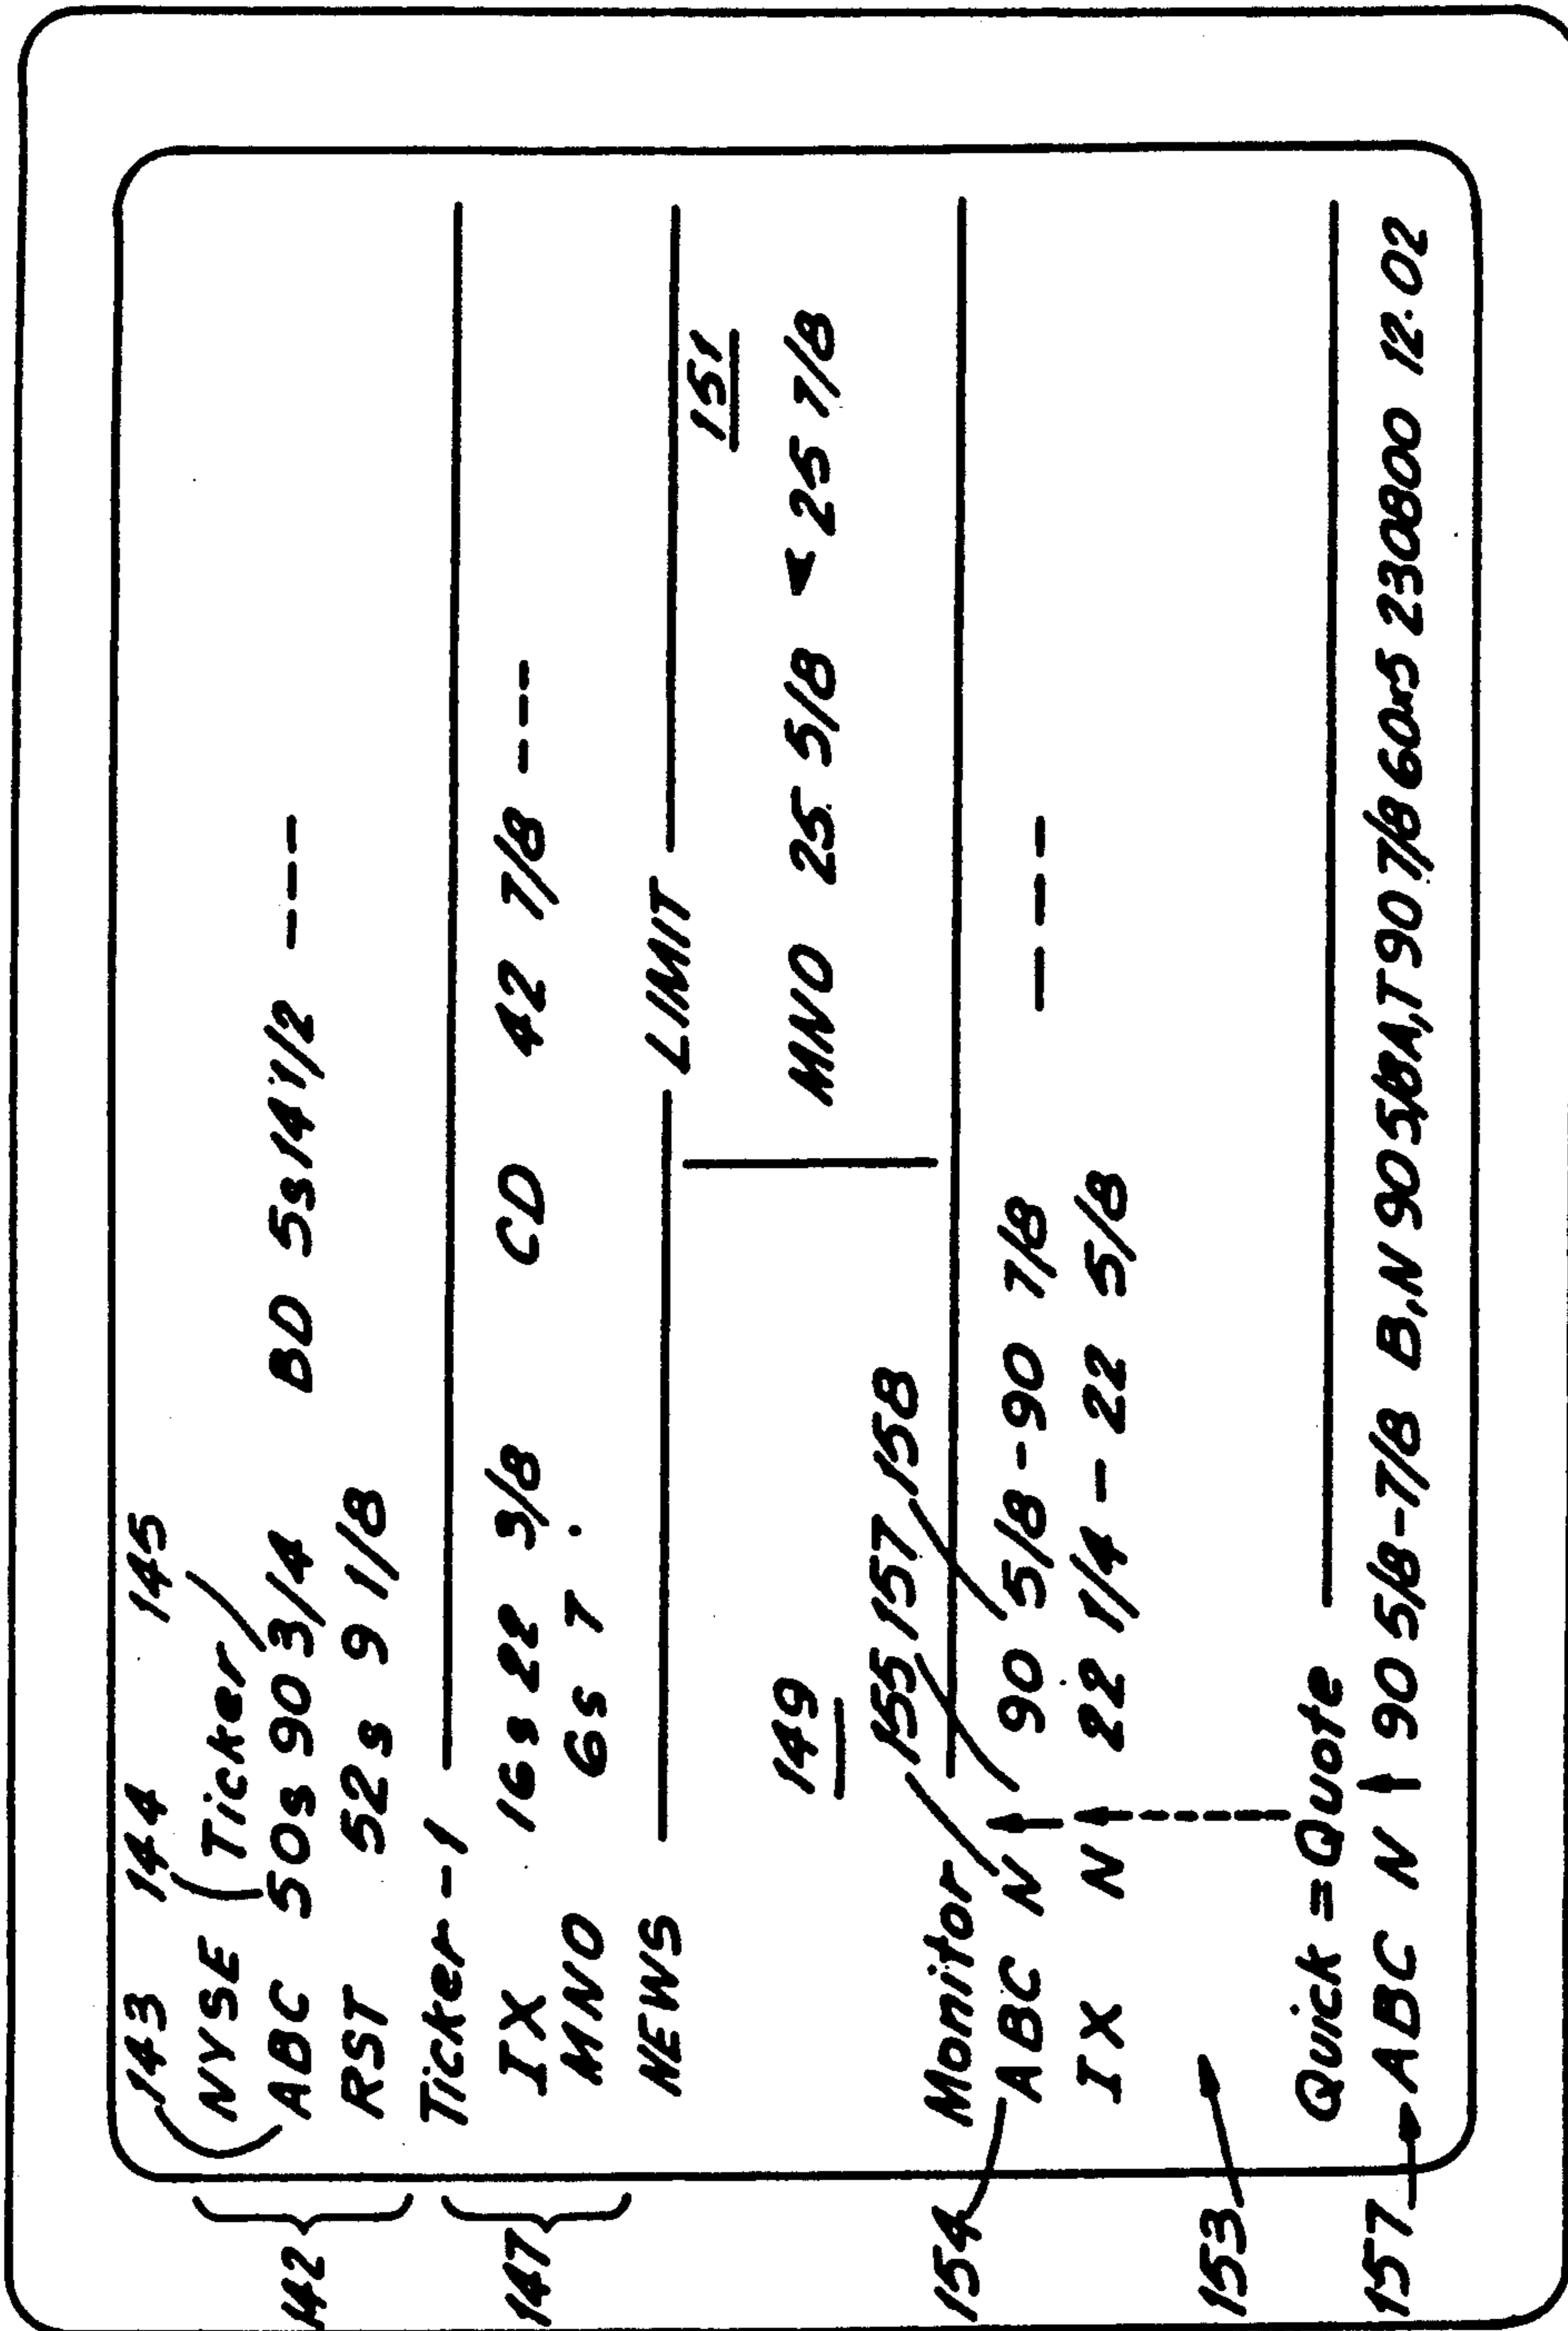 143 144 145
NYSE (Ticker)
142 ABC 50s 90 3/4 BD 5s14 1/2 ---
RST 52s 9 1/8
Ticker -1
147 IX 16s 22 3/8 CD 42 7/8 ---
MNO 6s 7
NEWS LIMIT
149 151
MNO 25 5/8 < 25 7/8
155 157 158
Monitor
154 ABC N 90 5/8 - 90 7/8 ---
IX N 22 1/4 - 22 5/8
153
Quick = Quote
157 ABC N 90 5/8-7/8 B,N 90 5/8A,T 90 7/8 60x5 230800 12:02